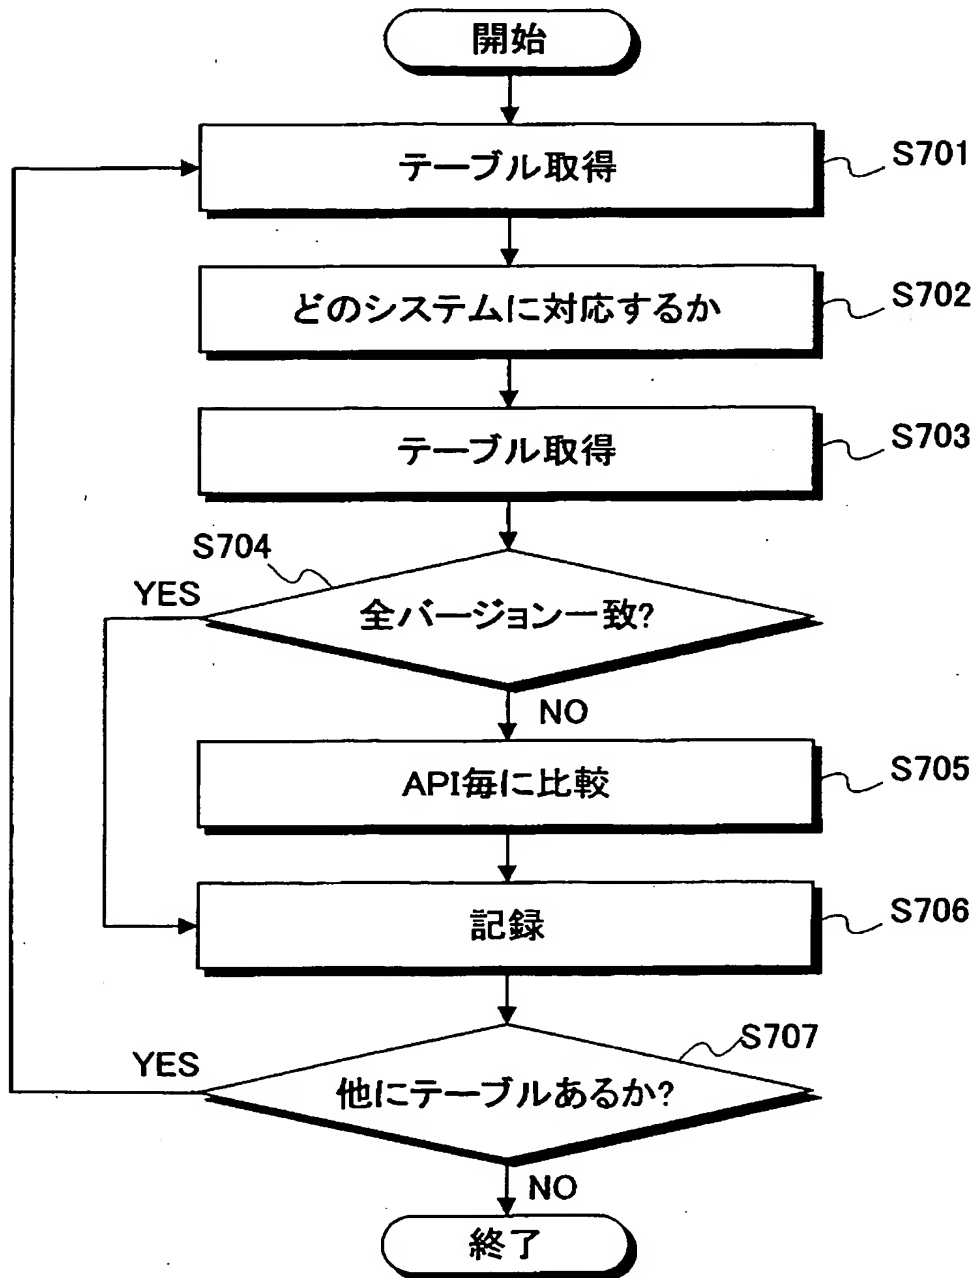 開始
テーブル取得
S701
どのシステムに対応するか
S702
テーブル取得
S703
S704
YES
全バージョン一致?
NO
API毎に比較
S705
記録
S706
S707
YES
他にテーブルあるか?
NO
終了